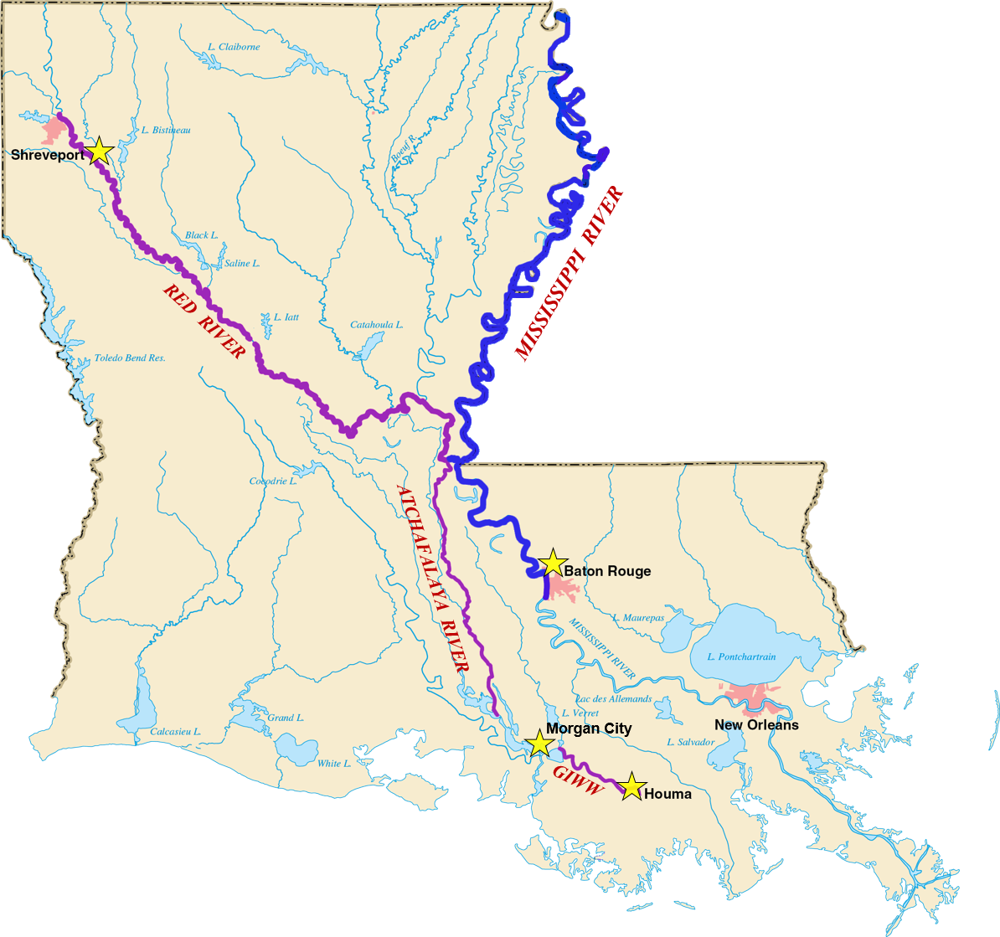 L. Claiborne
L. Bistineau
Boeuf R.
Shreveport
MISSISSIPPI RIVER
Black L.
Saline L.
RED RIVER
L. Iatt
Catahoula L.
Toledo Bend Res.
Cocodrie L.
ATCHAFALAYA RIVER
Baton Rouge
L. Maurepas
MISSISSIPPI RIVER
L. Pontchartrain
Lac des Allemands
L. Verret
Grand L.
New Orleans
Morgan City
Calcasieu L.
L. Salvador
White L.
GIWW
Houma